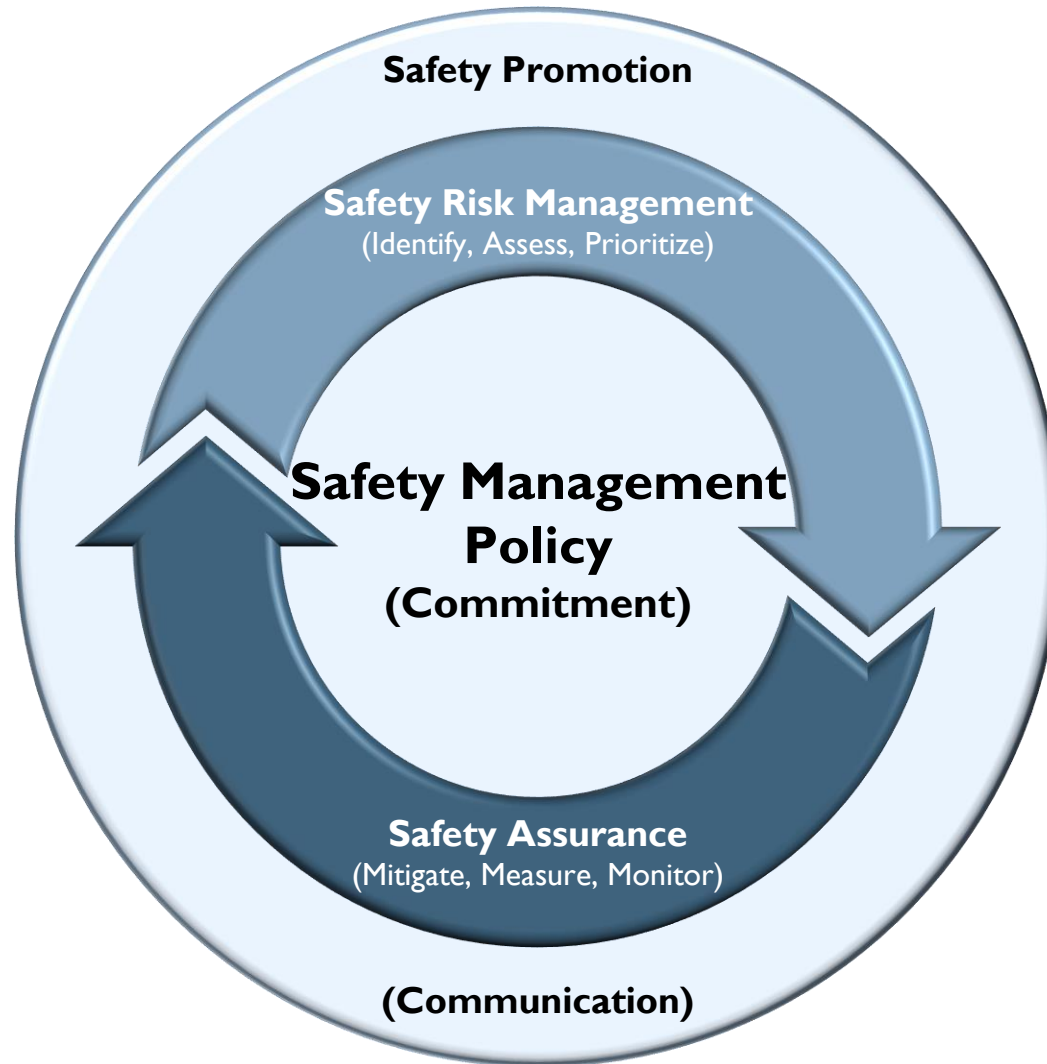 Safety Promotion
Safety Risk Management
(Identify, Assess, Prioritize)
Safety Management
Policy
(Commitment)
Safety Assurance
(Mitigate, Measure, Monitor)
(Communication)